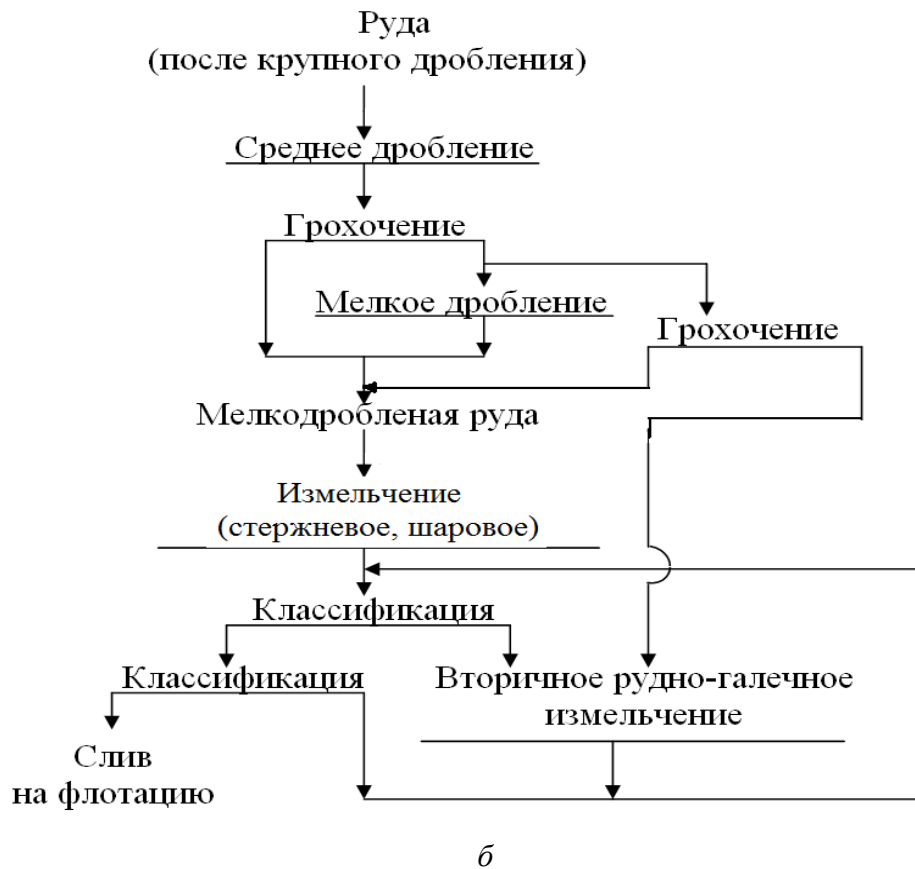 Руда
(после крупного дробления)
Среднее дробление
Грохочение
Мелкое дробление
Грохочение
Мелкодробленая руда
Измельчение
(стержневое, шаровое)
Классификация
Классификация
Вторичное рудно-галечное
измельчение
Слив
на флотацию
б